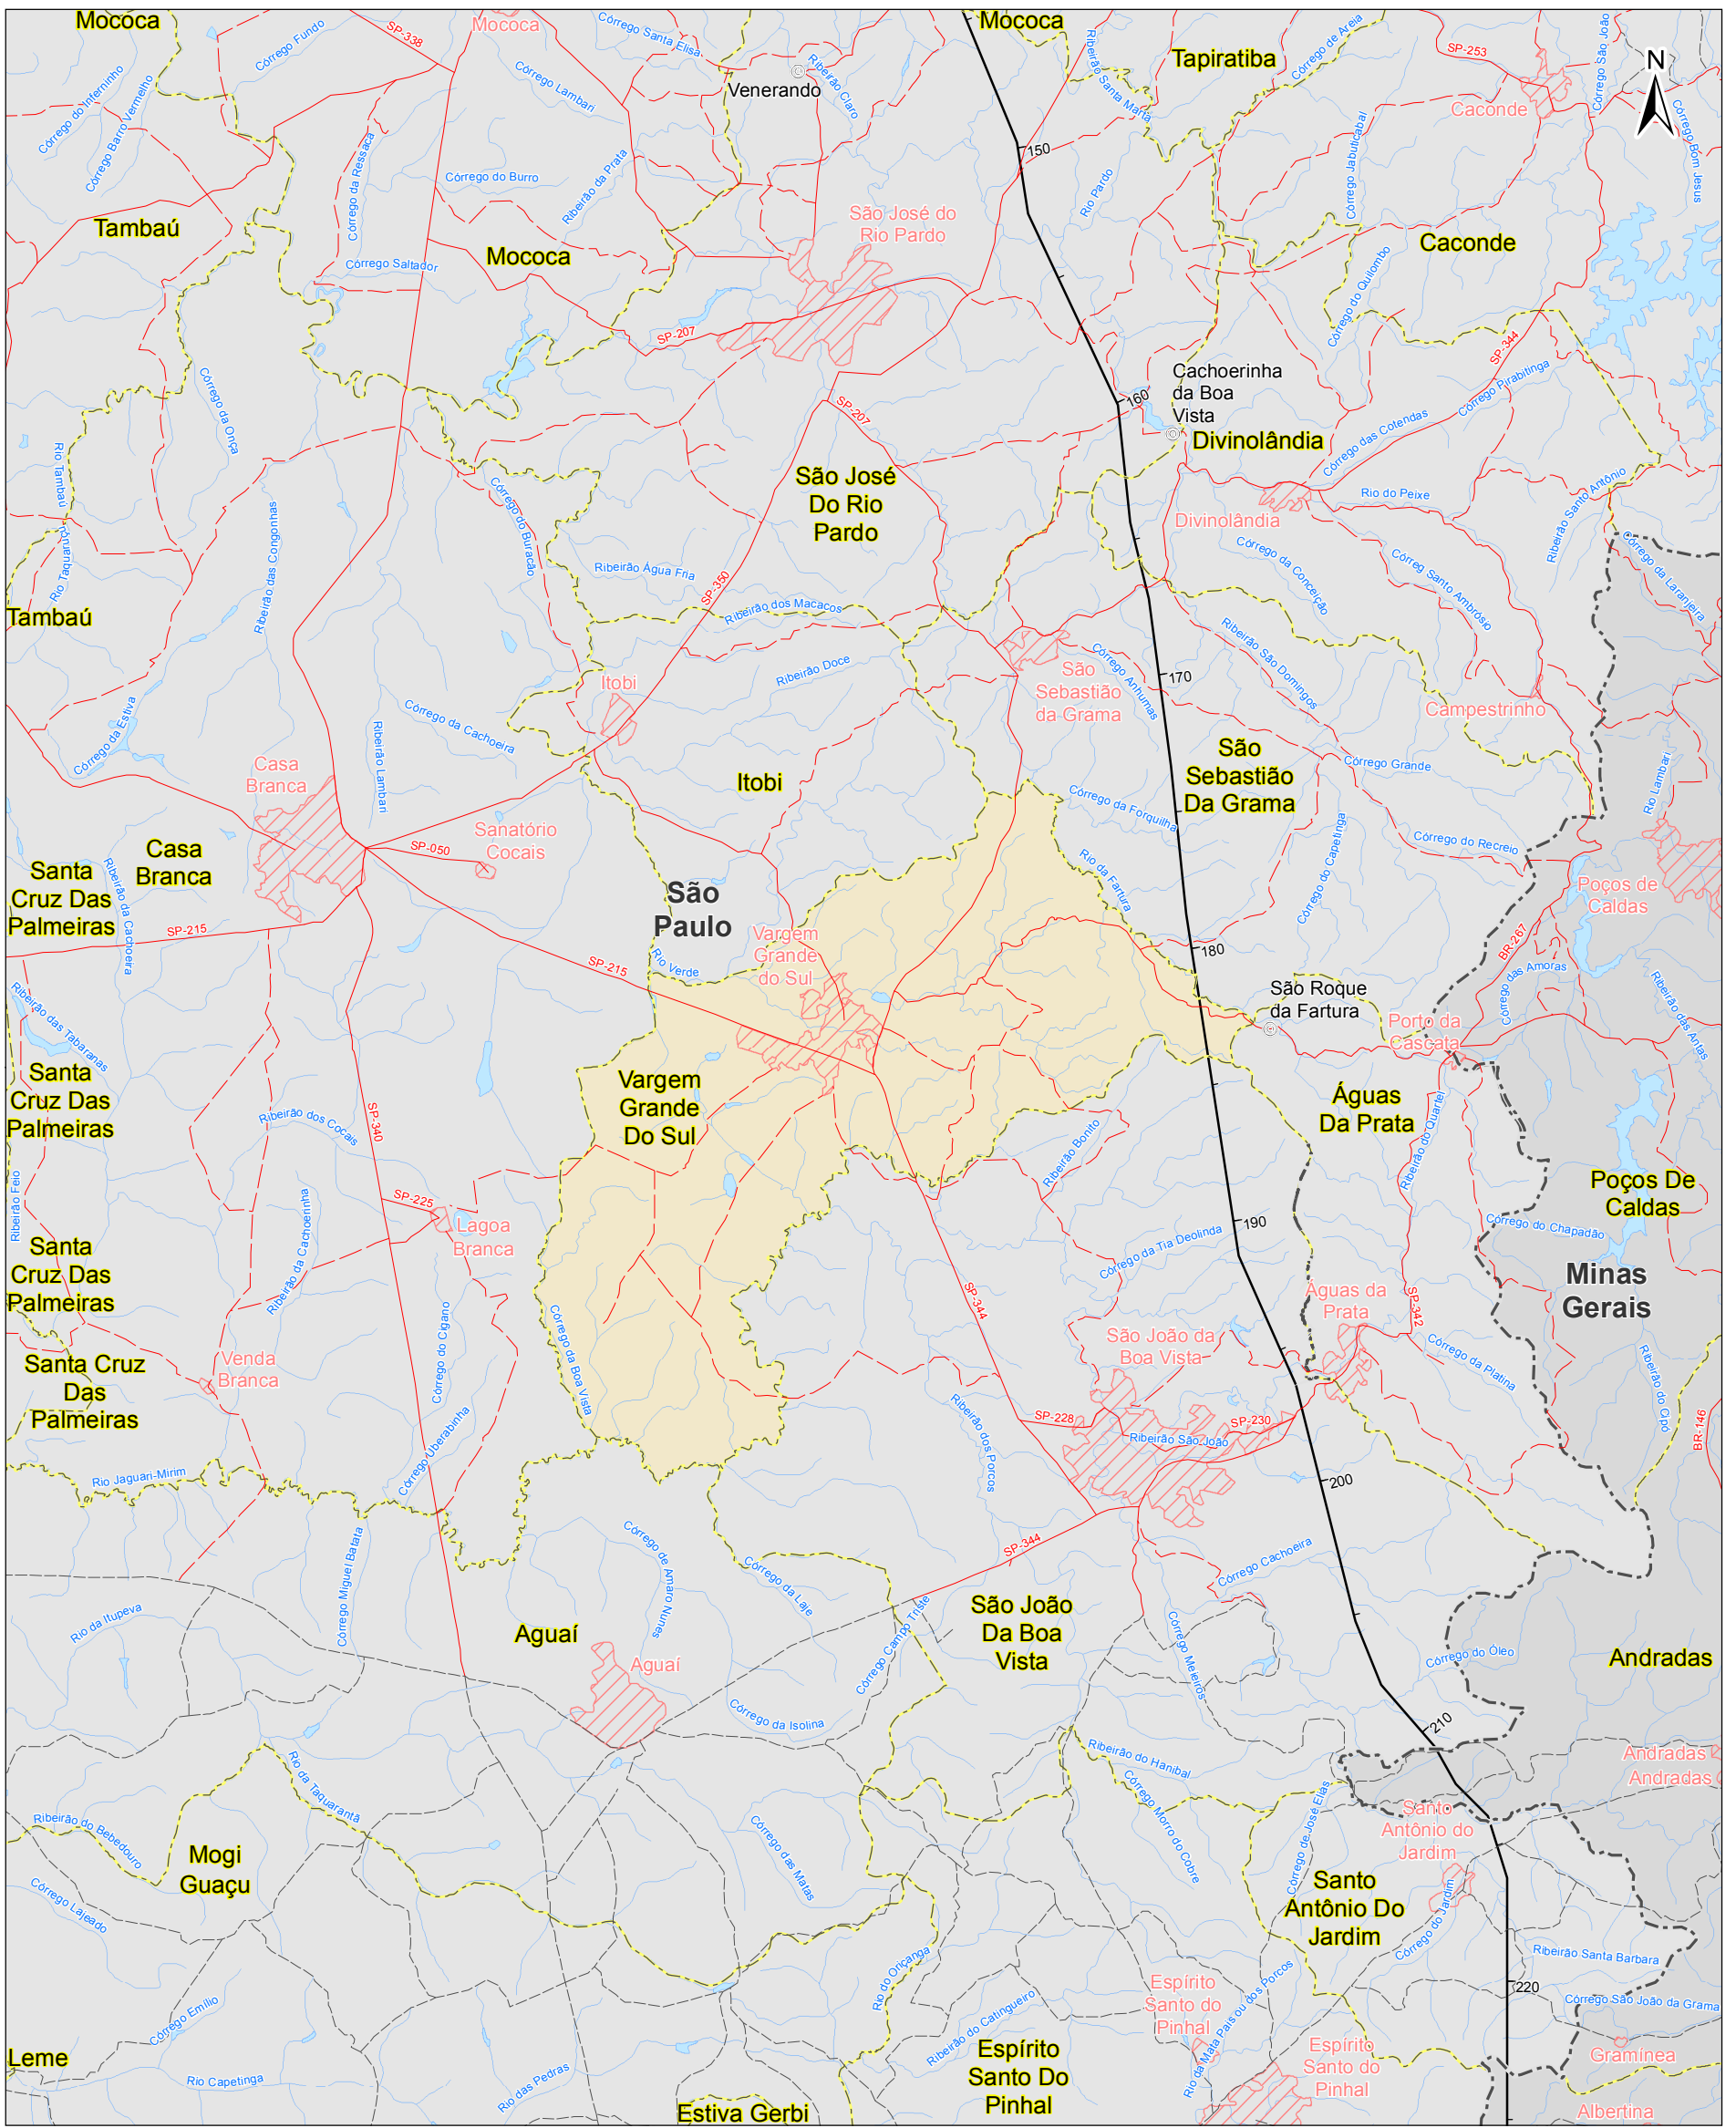 Mococa
SP-338
Mococa
Córrego Santa Elisa
Mococa
Tapiratiba
Córrego de Areia
SP-253
Córrego São João
N
Córrego Fundo
Córrego do Inferninho
Córrego Barro Vermelho
Córrego Lambari
Venerando
Ribeirão Claro
Ribeirão Santa Maria
Caconde
Córrego Bom Jesus
150
Córrego da Ressaca
Córrego do Burro
Ribeirão da Prata
Rio Pardo
Córrego Jabuticabal
Tambaú
Mococa
São José do
Rio Pardo
Caconde
Córrego Saltador
Córrego do Quilombo
SP-207
SP-344
Cachoerinha
da Boa
Vista
160
Córrego Pirabitinga
Córrego da Onça
SP-207
Divinolândia
Córrego das Cotendas
Rio Tambaú
São José
Do Rio
Pardo
Rio do Peixe
Ribeirão Santo Antônio
Divinolândia
Córrego do Buracão
Ribeirão das Congonhas
Rio Taquaruçu
Ribeirão Água Fria
SP-350
Ribeirão dos Macacos
Córrego da Conceição
Córreg Santo Ambrósio
Córrego da Laranjeira
Tambaú
Ribeirão São Domingos
Ribeirão Doce
Córrego Anhumas
São
Sebastião
da Grama
170
Itobi
Campestrinho
Córrego da Estiva
Ribeirão Lambari
Córrego da Cachoeira
São
Sebastião
Da Grama
Córrego Grande
Rio Lambari
Casa
Branca
Itobi
Córrego da Forquilha
Córrego do Capetinga
Córrego do Recreio
Sanatório
Cocais
SP-050
Casa
Branca
Santa
Cruz Das
Palmeiras
Ribeirão da Cachoeira
Rio da Fartura
Poços de
Caldas
São
Paulo
Vargem
Grande
do Sul
SP-215
SP-215
Rio Verde
180
BR-267
Córrego das Amoras
Ribeirão das Antas
Ribeirão das Tabaranas
São Roque
da Fartura
Porto da
Cascata
Santa
Cruz Das
Palmeiras
Vargem
Grande
Do Sul
Águas
Da Prata
SP-340
Ribeirão dos Cocais
Ribeirão Bonito
Ribeirão do Quartel
Ribeirão Feio
SP-225
Lagoa
Branca
Ribeirão da Cachoeirinha
Poços De
Caldas
190
Córrego da Tia Deolinda
Córrego do Chapadão
Santa
Cruz Das
Palmeiras
SP-344
Minas
Gerais
Águas da
Prata
SP-342
Córrego do Cigano
Córrego da Boa Vista
São João da
Boa Vista
Córrego da Platina
Ribeirão do Cipó
Santa Cruz
Das
Palmeiras
Venda
Branca
Ribeirão dos Porcos
SP-228
SP-230
Ribeirão São João
BR-146
Córrego Uberabinha
Rio Jaguari-Mirim
200
Córrego Miguel Batata
Córrego de Amaro Nunes
SP-344
Córrego Cachoeira
Córrego da Laje
Rio da Itupeva
Aguaí
Córrego Campo Triste
São João
Da Boa
Vista
Córrego Meieiros
Córrego do Óleo
Andradas
Aguaí
Córrego da Isolina
210
Ribeirão do Hanibal
Andradas
Andradas
Rio da Taquarantã
Córrego Morro do Cobre
Córrego de José Elias
Santo
Antônio do
Jardim
Ribeirão do Bebedouro
Mogi
Guaçu
Córrego das Matas
Santo
Antônio Do
Jardim
Córrego Lajeado
Córrego do Jardim
Ribeirão Santa Barbara
Rio do Oriçanga
220
Córrego São João da Grama
Espírito
Santo do
Pinhal
Rio da Mata Pais ou dos Porcos
Córrego Emílio
Ribeirão do Catingueiro
Espírito
Santo Do
Pinhal
Espírito
Santo do
Pinhal
Gramínea
Leme
Rio Capetinga
Rio das Pedras
Estiva Gerbi
Albertina